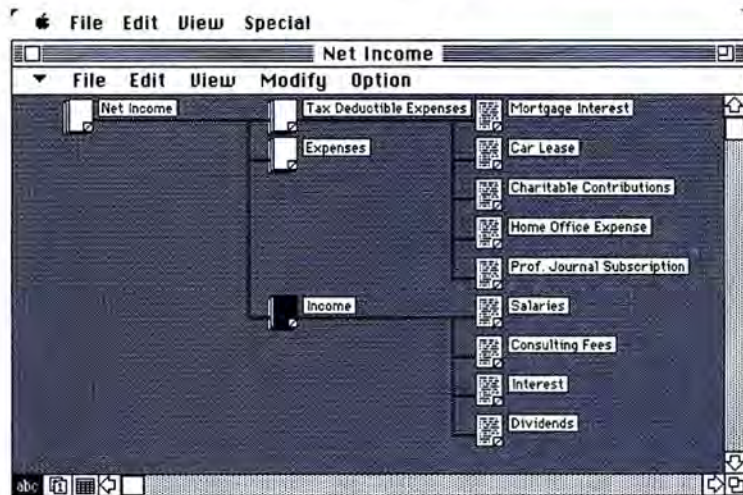 File Edit View Special
Net Income
File Edit View Modify Option
Net Income
Tax Deductible Expenses
Mortgage Interest
Expenses
Car Lease
Charitable Contributions
Home Office Expense
Prof. Journal Subscription
Income
Salaries
Consulting Fees
Interest
Dividends
abc